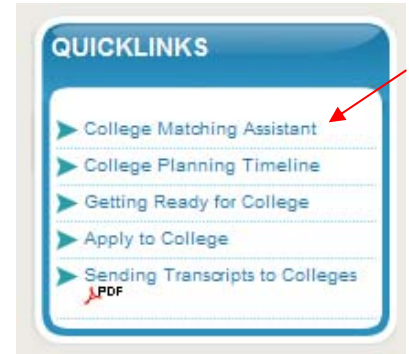 QUICKLINKS
College Matching Assistant
College Planning Timeline
Getting Ready for College
Apply to College
Sending Transcripts to Colleges
PDF